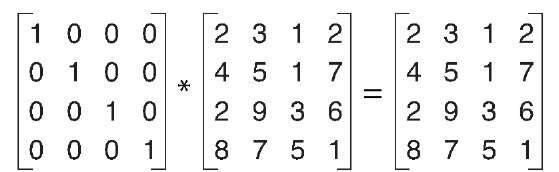 1 0 0 0   2 3 1 2   2 3 1 2
0 1 0 0 * 4 5 1 7 = 4 5 1 7
0 0 1 0   2 9 3 6   2 9 3 6
0 0 0 1   8 7 5 1   8 7 5 1